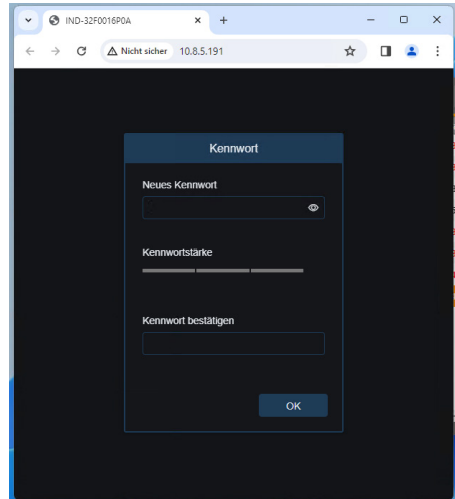 IND-32F0016P0A
Nicht sicher 10.8.5.191
Kennwort
Neues Kennwort
Kennwortstärke
Kennwort bestätigen
OK